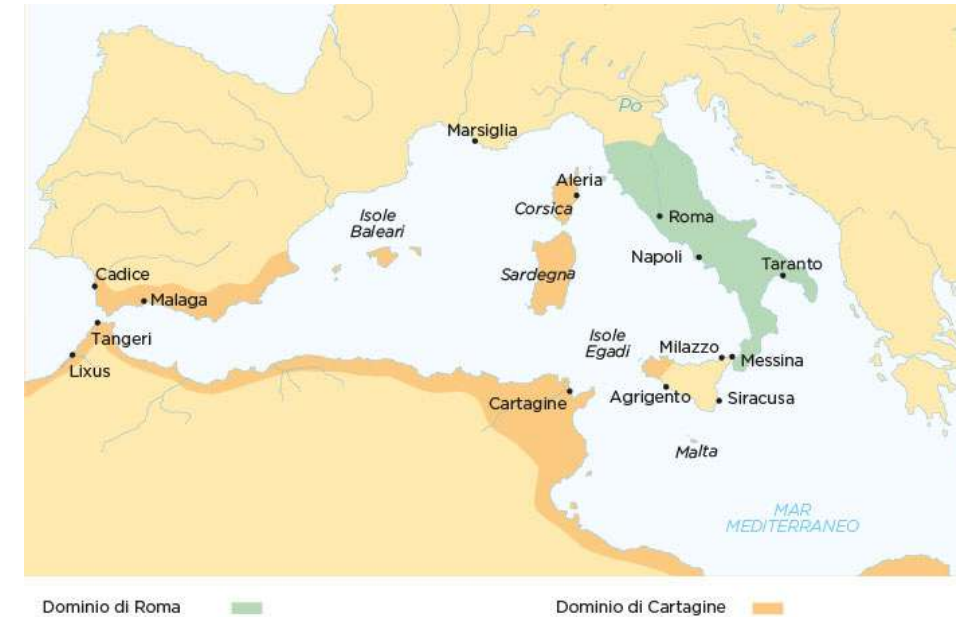 Po
Marsiglia
Aleria
Corsica
Isole
Baleari
Roma
Napoli
Taranto
Sardegna
Cadice
Malaga
Tangeri
Lixus
Isole
Egadi
Milazzo
Messina
Cartagine
Agrigento
Siracusa
Malta
MAR
MEDITERRANEO
Dominio di Roma
Dominio di Cartagine